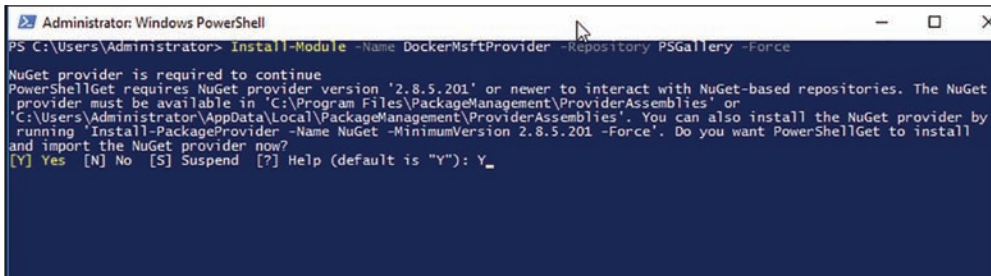 Administrator: Windows PowerShell
PS C:\Users\Administrator> Install-Module -Name DockerMsftProvider -Repository PSGallery -Force
NuGet provider is required to continue
PowerShellGet requires NuGet provider version '2.8.5.201' or newer to interact with NuGet-based repositories. The NuGet
provider must be available in 'C:\Program Files\PackageManagement\ProviderAssemblies' or
'C:\Users\Administrator\AppData\Local\PackageManagement\ProviderAssemblies'. You can also install the NuGet provider by
running 'Install-PackageProvider -Name NuGet -MinimumVersion 2.8.5.201 -Force'. Do you want PowerShellGet to install
and import the NuGet provider now?
[Y] Yes [N] No [S] Suspend [?] Help (default is "Y"): Y_